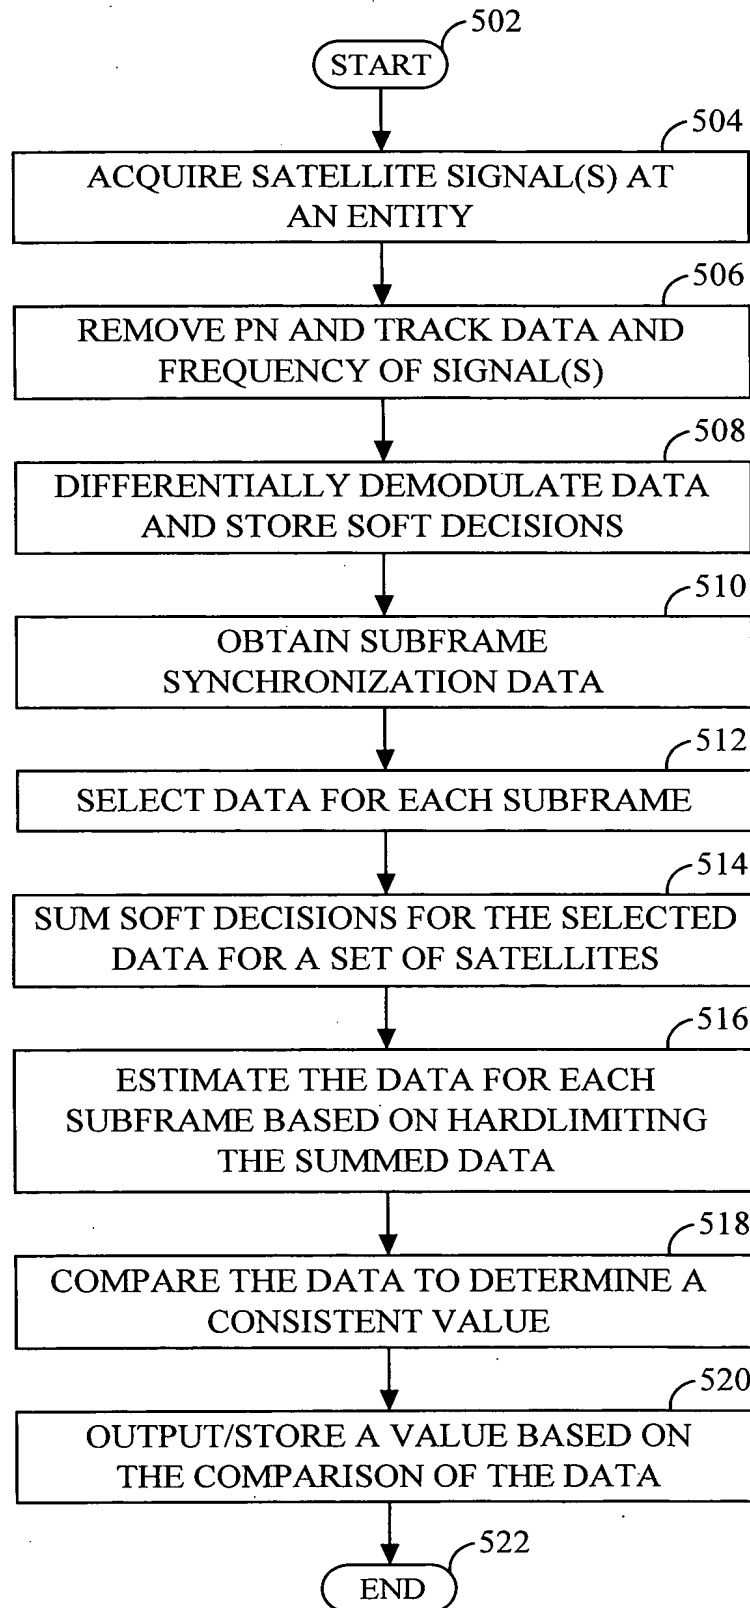 502
START
504
ACQUIRE SATELLITE SIGNAL(S) AT
AN ENTITY
506
REMOVE PN AND TRACK DATA AND
FREQUENCY OF SIGNAL(S)
508
DIFFERENTIALLY DEMODULATE DATA
AND STORE SOFT DECISIONS
510
OBTAIN SUBFRAME
SYNCHRONIZATION DATA
512
SELECT DATA FOR EACH SUBFRAME
514
SUM SOFT DECISIONS FOR THE SELECTED
DATA FOR A SET OF SATELLITES
516
ESTIMATE THE DATA FOR EACH
SUBFRAME BASED ON HARDLIMITING
THE SUMMED DATA
518
COMPARE THE DATA TO DETERMINE A
CONSISTENT VALUE
520
OUTPUT/STORE A VALUE BASED ON
THE COMPARISON OF THE DATA
522
END